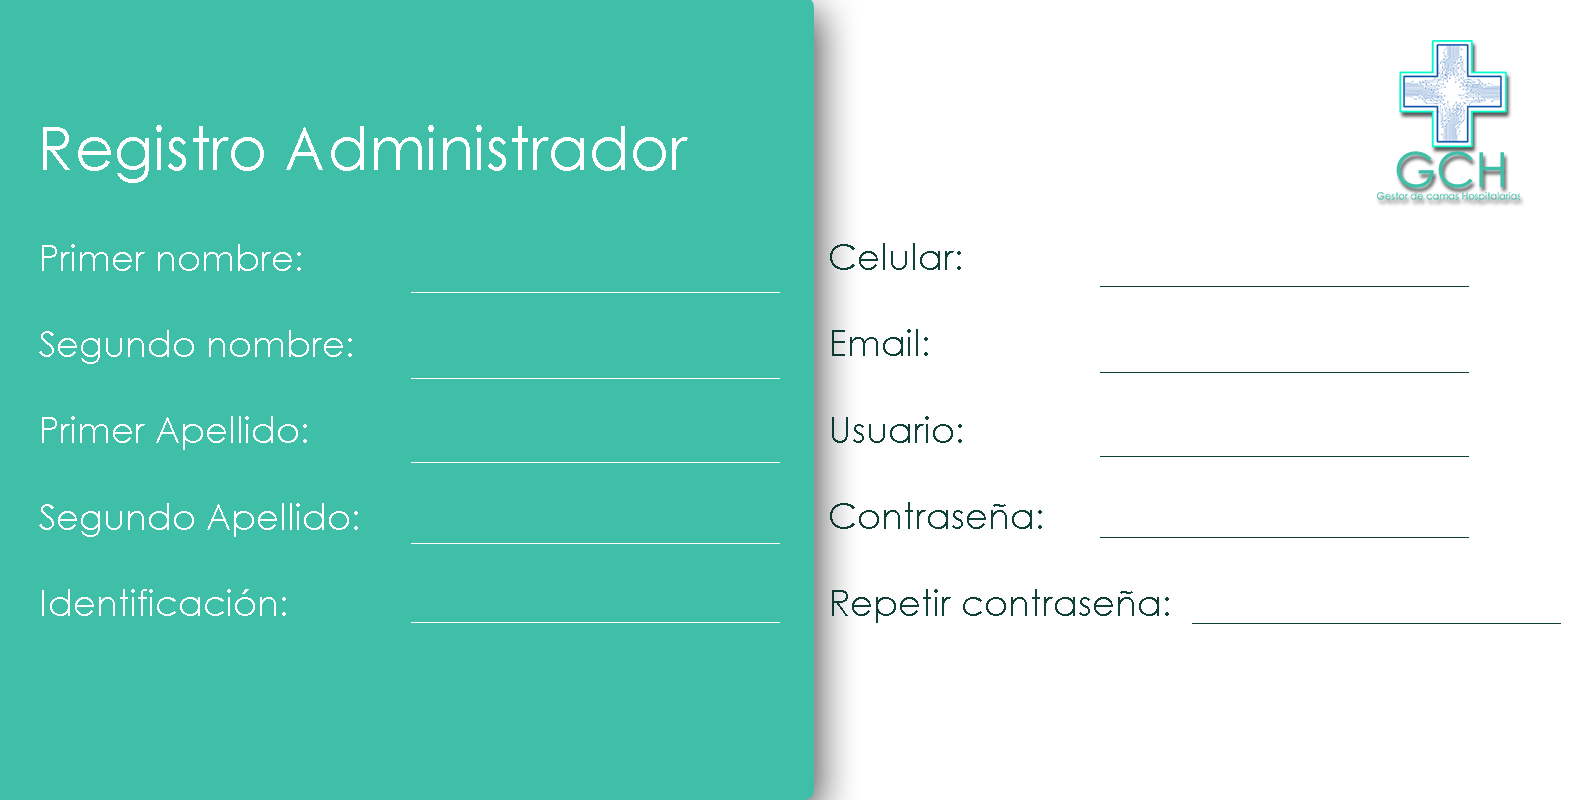 Registro Administrador
Primer nombre:
Segundo nombre:
Primer Apellido:
Segundo Apellido:
Identificación:
GCH
Gestor de camas Hospitalarias
Celular:
Email:
Usuario:
Contraseña:
Repetir contraseña: